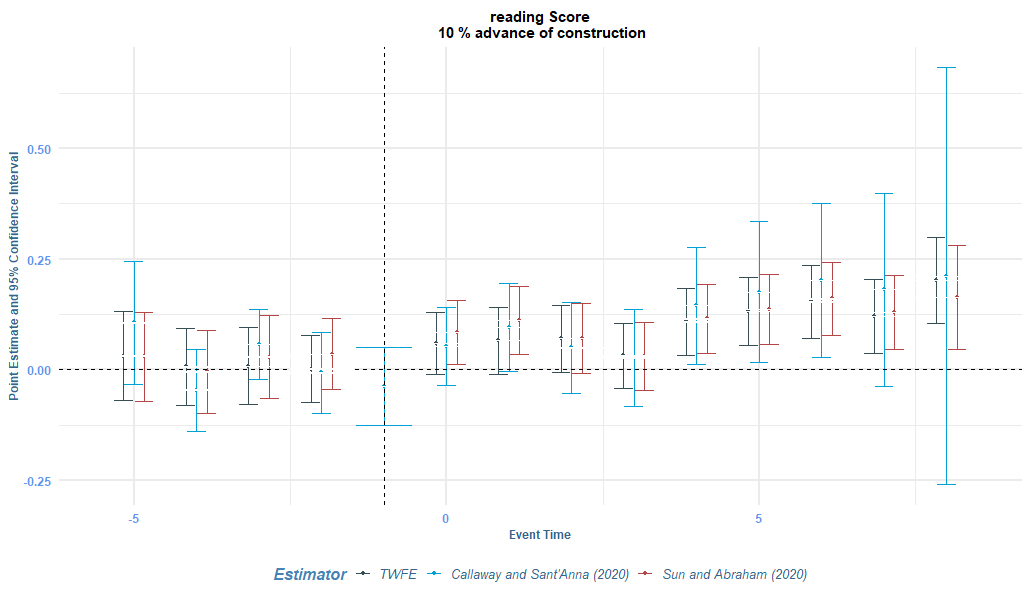 reading Score
10 % advance of construction
Point Estimate and 95% Confidence Interval
0.50
0.25
0.00
-0.25
-5
0
5
Event Time
Estimator TWFE Callaway and Sant'Anna (2020) Sun and Abraham (2020)